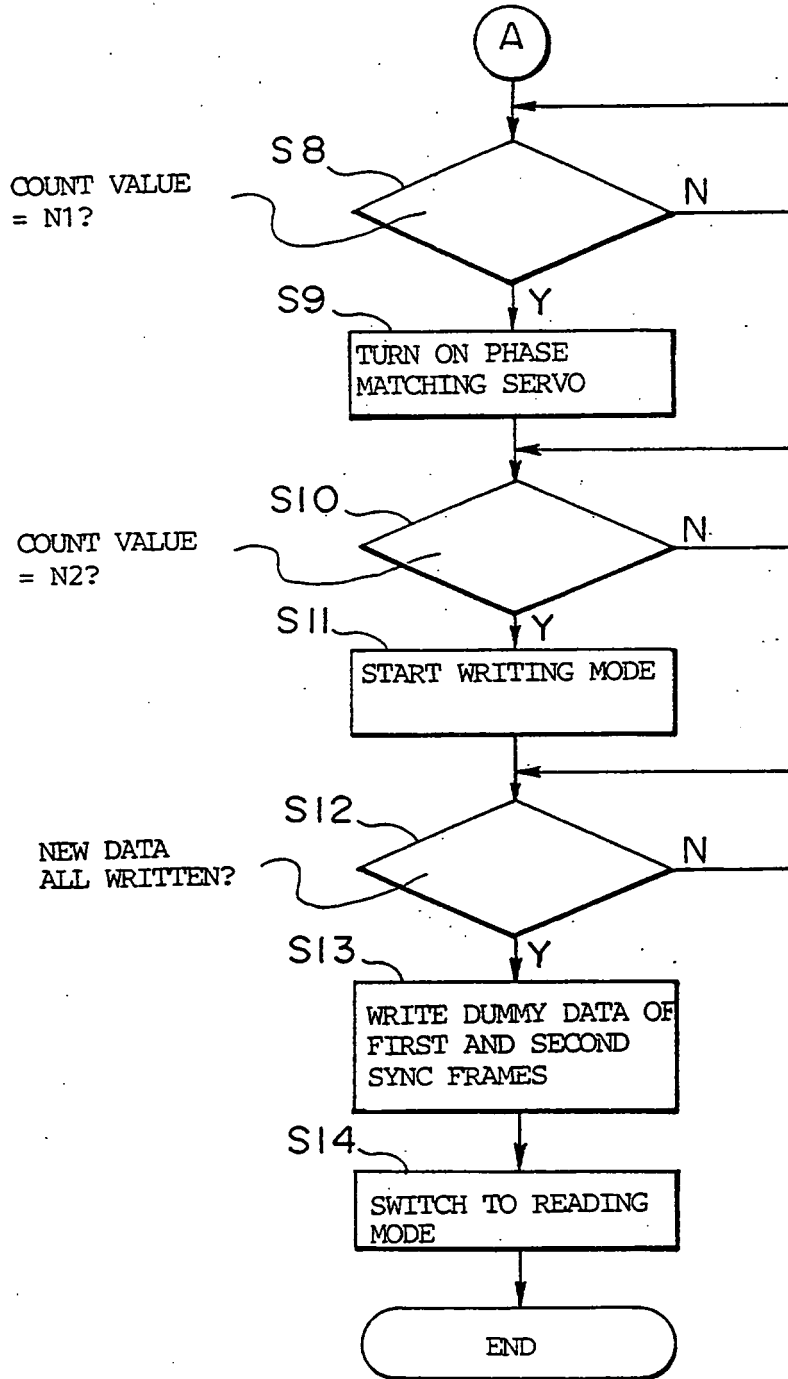 A
S8
COUNT VALUE
= N1?
N
Y
S9
TURN ON PHASE
MATCHING SERVO
S10
COUNT VALUE
= N2?
N
Y
S11
START WRITING MODE
S12
NEW DATA
ALL WRITTEN?
N
Y
S13
WRITE DUMMY DATA OF
FIRST AND SECOND
SYNC FRAMES
S14
SWITCH TO READING
MODE
END